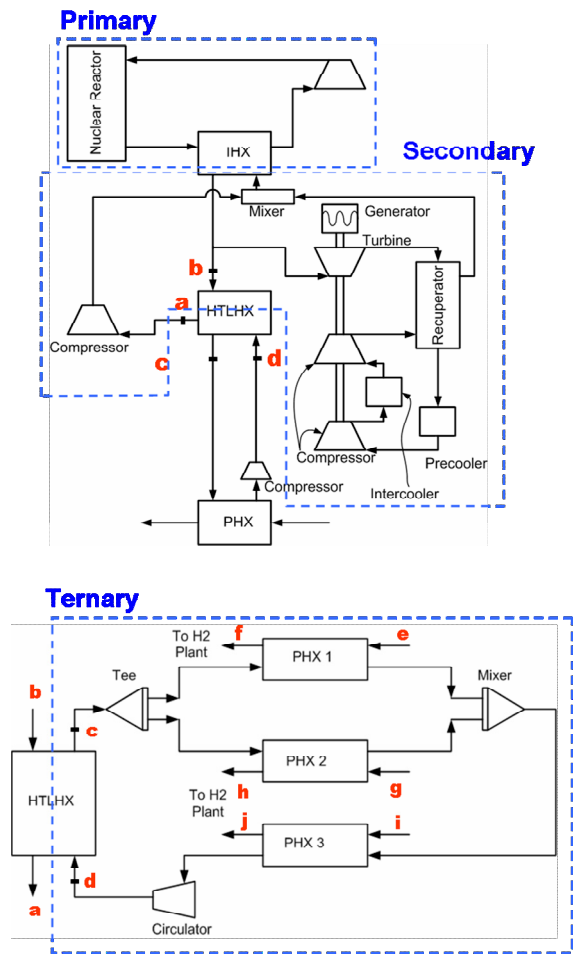 Primary
Nuclear Reactor
IHX
Secondary
Mixer
Generator
Turbine
b
a
HTLHX
Recuperator
Compressor
c
d
Compressor
Precooler
Compressor
Intercooler
PHX
Ternary
To H2
Plant
f
e
PHX 1
Tee
Mixer
b
c
PHX 2
HTLHX
h
g
To H2
Plant
j
i
PHX 3
d
a
Circulator